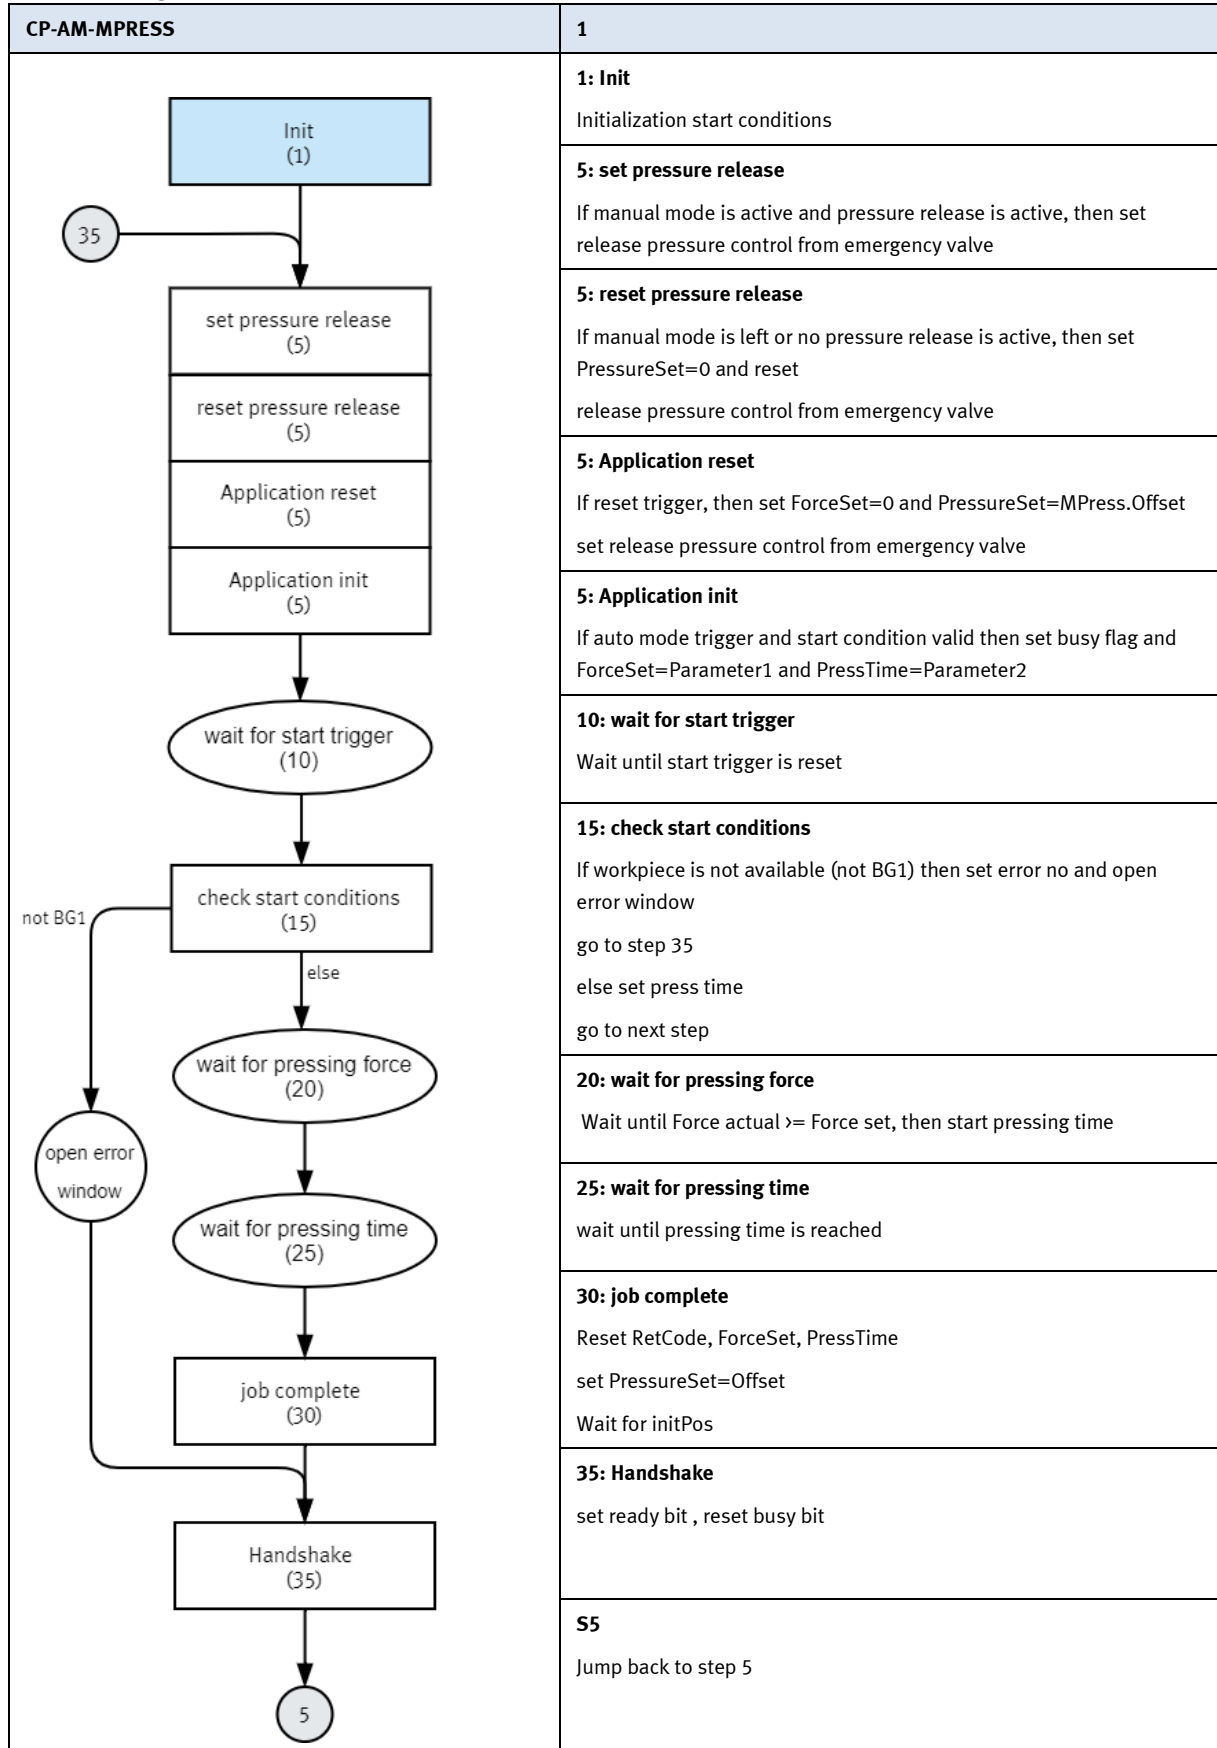 CP-AM-MPRESS
1
Init
(1)
35
set pressure release
(5)
reset pressure release
(5)
Application reset
(5)
Application init
(5)
wait for start trigger
(10)
check start conditions
(15)
not BG1
else
wait for pressing force
(20)
open error
window
wait for pressing time
(25)
job complete
(30)
Handshake
(35)
5
1: Init
Initialization start conditions
5: set pressure release
If manual mode is active and pressure release is active, then set
release pressure control from emergency valve
5: reset pressure release
If manual mode is left or no pressure release is active, then set
PressureSet=0 and reset
release pressure control from emergency valve
5: Application reset
If reset trigger, then set ForceSet=0 and PressureSet=MPress.Offset
set release pressure control from emergency valve
5: Application init
If auto mode trigger and start condition valid then set busy flag and
ForceSet=Parameter1 and PressTime=Parameter2
10: wait for start trigger
Wait until start trigger is reset
15: check start conditions
If workpiece is not available (not BG1) then set error no and open
error window
go to step 35
else set press time
go to next step
20: wait for pressing force
Wait until Force actual >= Force set, then start pressing time
25: wait for pressing time
wait until pressing time is reached
30: job complete
Reset RetCode, ForceSet, PressTime
set PressureSet=Offset
Wait for initPos
35: Handshake
set ready bit , reset busy bit
S5
Jump back to step 5